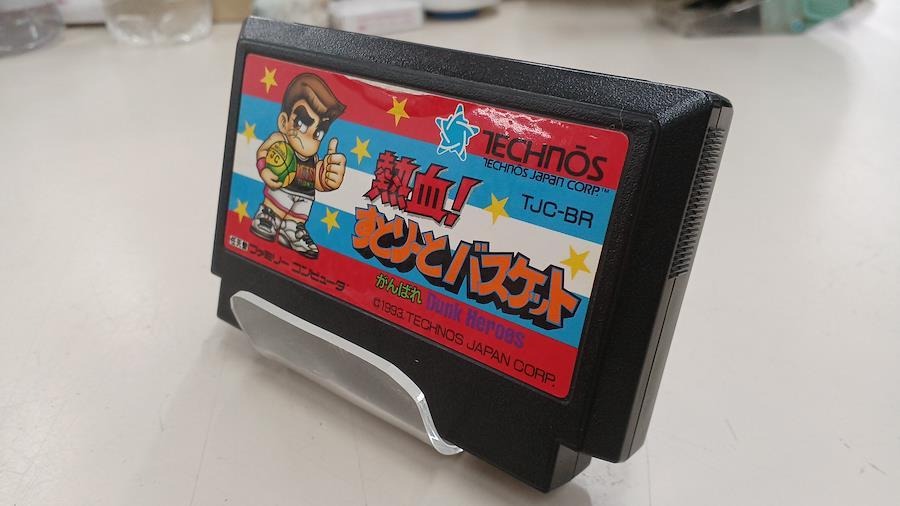 TECHNŌS
TECHNOS JAPAN CORP.™
TJC-BR
熱血!
すとりーとバスケット
がんばれ Dunk Heroes
任天堂 ファミリー コンピュータ
©1993 TECHNOS JAPAN CORP.